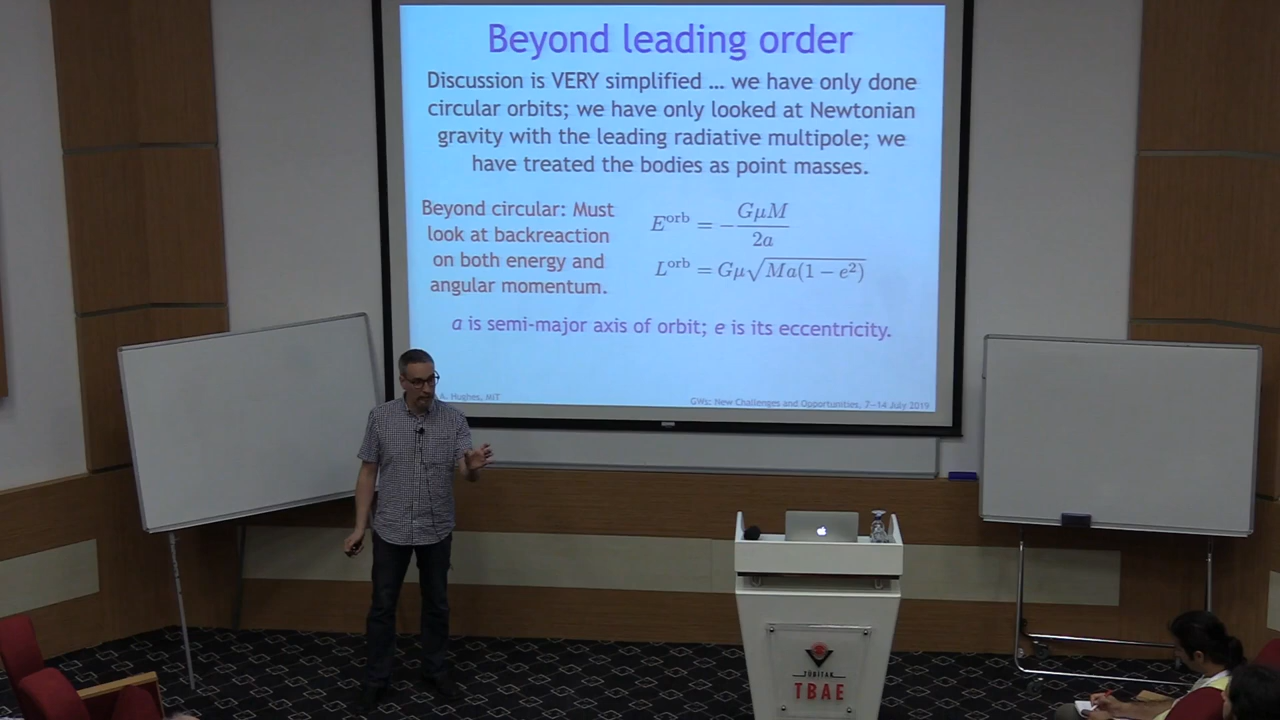 Beyond leading order
Discussion is VERY simplified … we have only done
circular orbits; we have only looked at Newtonian
gravity with the leading radiative multipole; we
have treated the bodies as point masses.
Beyond circular: Must
look at backreaction
on both energy and
angular momentum.
E^orb = −GμM/2a
L^orb = Gμ√Ma(1 − e²)
a is semi-major axis of orbit; e is its eccentricity.
A. Hughes, MIT
GWs: New Challenges and Opportunities, 7–14 July 2019
TÜBİTAK
TBAE